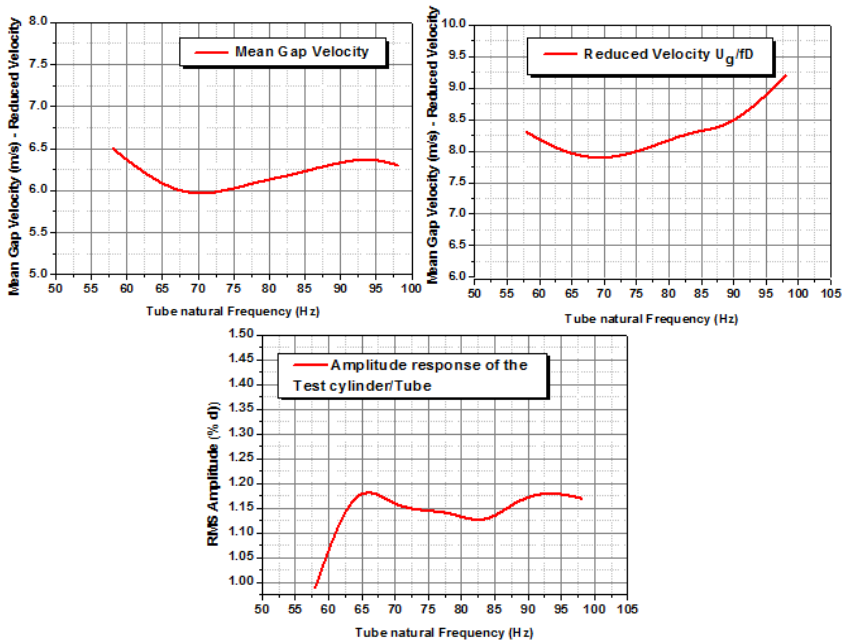 Mean Gap Velocity (m/s) - Reduced Velocity
8.0
7.5
7.0
6.5
6.0
5.5
5.0
Mean Gap Velocity
50 55 60 65 70 75 80 85 90 95 100
Tube natural Frequency (Hz)
Mean Gap Velocity (m/s) - Reduced Velocity
10.0
9.5
9.0
8.5
8.0
7.5
7.0
6.5
6.0
Reduced Velocity Ug/fD
50 55 60 65 70 75 80 85 90 95 100 105
Tube natural Frequency (Hz)
RMS Amplitude (% d))
1.50
1.45
1.40
1.35
1.30
1.25
1.20
1.15
1.10
1.05
1.00
Amplitude response of the
Test cylinder/Tube
50 55 60 65 70 75 80 85 90 95 100 105
Tube natural Frequency (Hz)